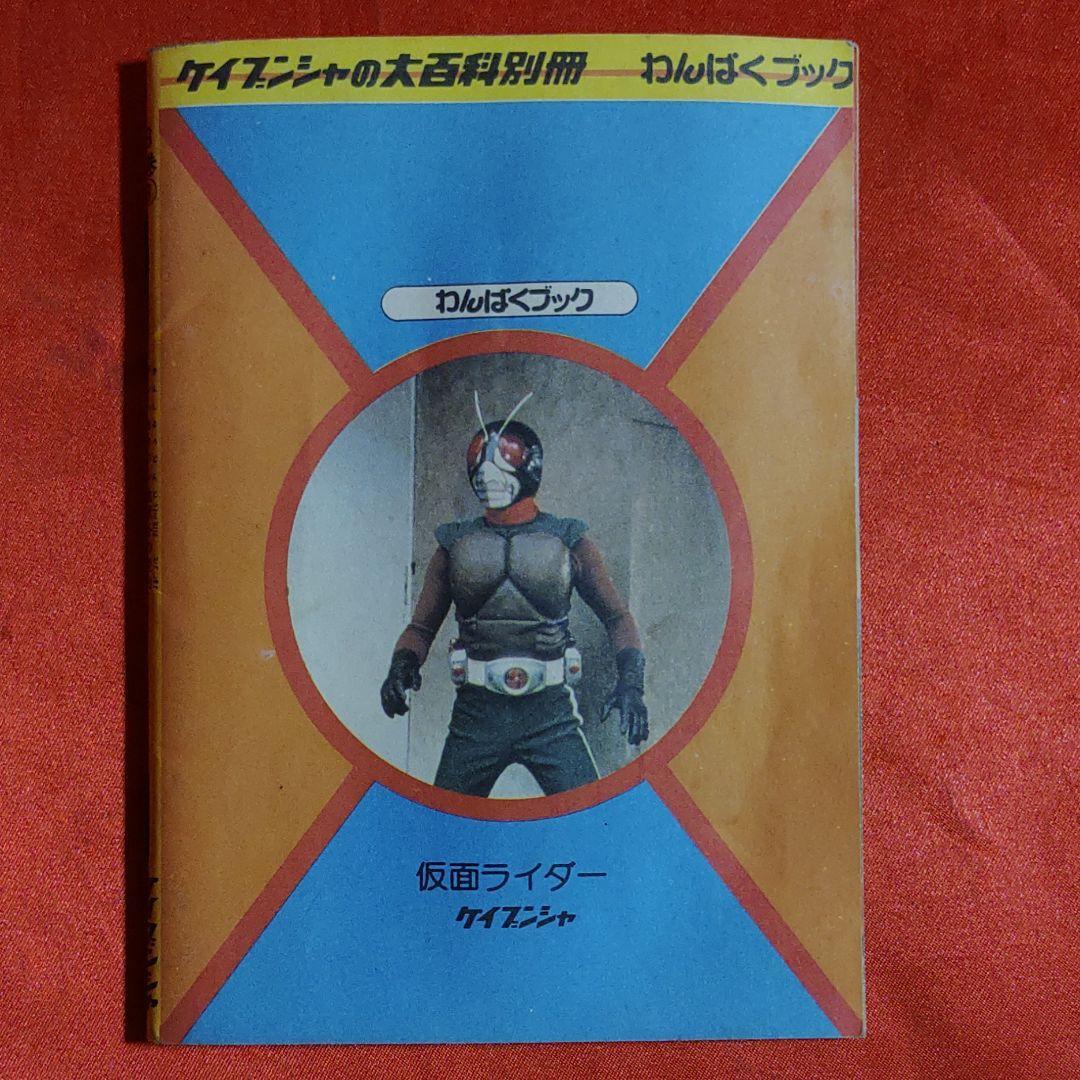 ケイブンシャの大百科別冊 わんぱくブック
わんぱくブック
仮面ライダー
ケイブンシャ